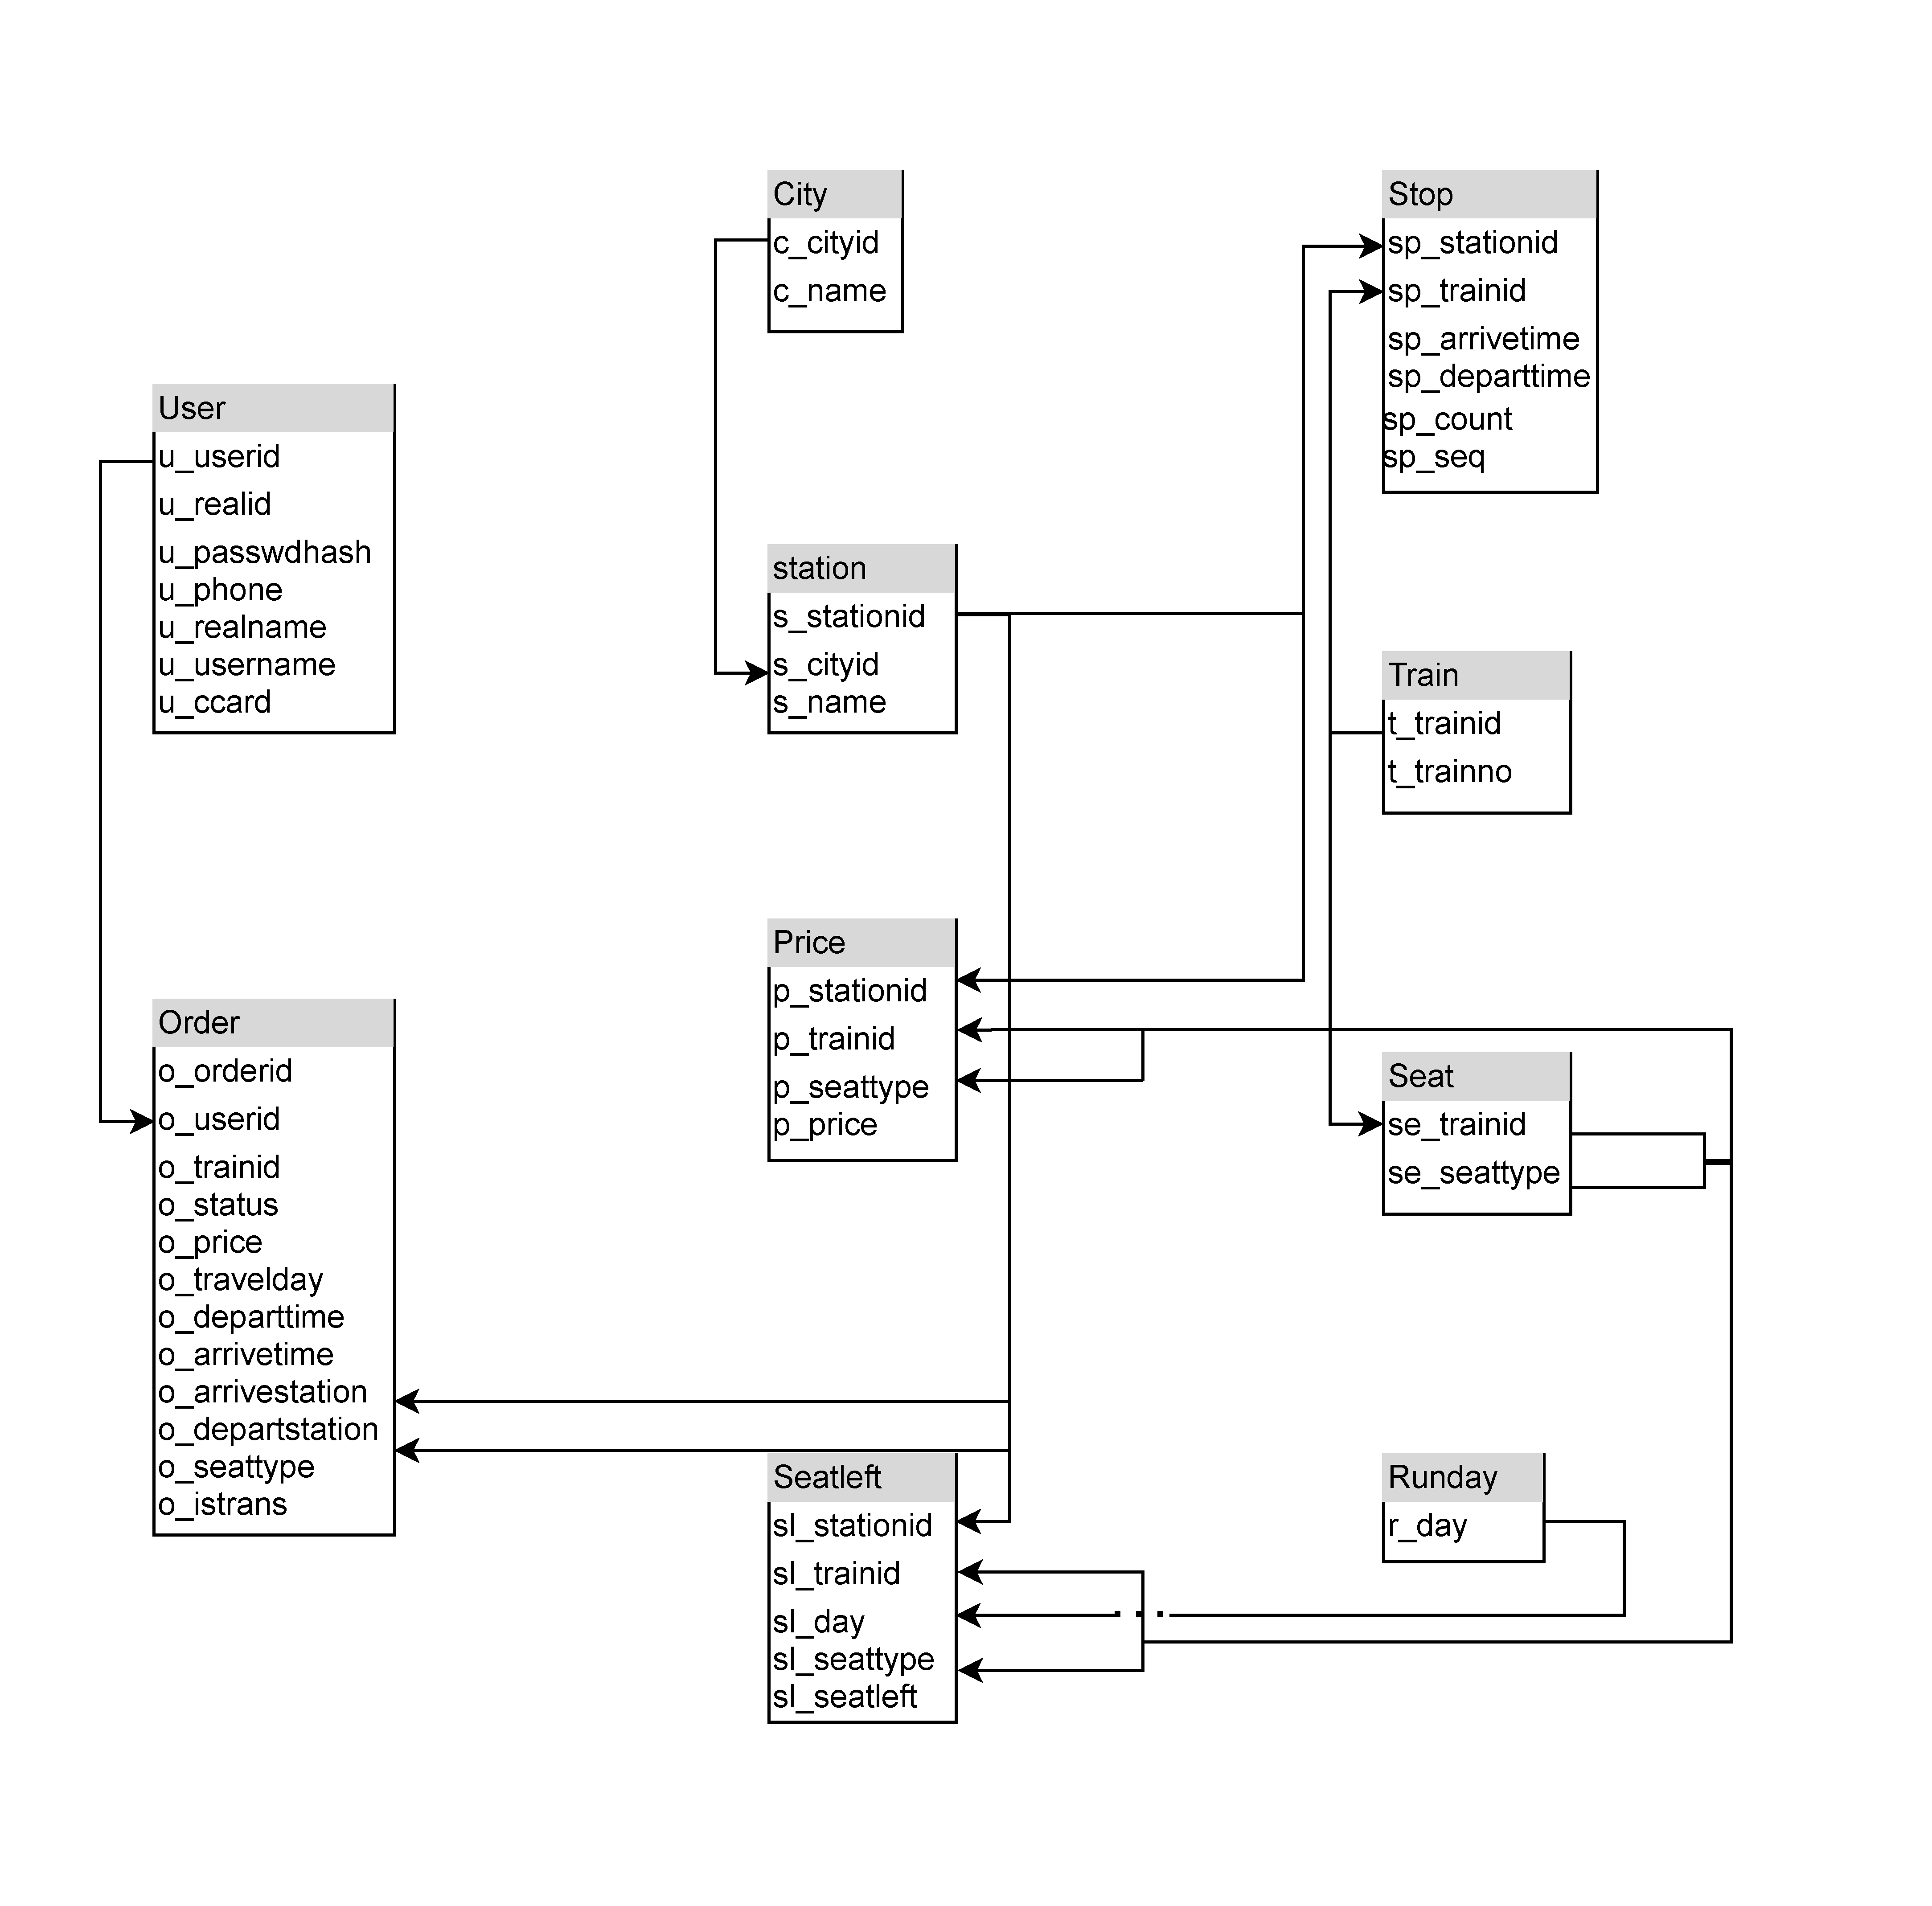 City
c_cityid
c_name
Stop
sp_stationid
sp_trainid
sp_arrivetime
sp_departtime
sp_count
sp_seq
User
u_userid
u_realid
u_passwdhash
u_phone
u_realname
u_username
u_ccard
station
s_stationid
s_cityid
s_name
Train
t_trainid
t_trainno
Price
p_stationid
p_trainid
p_seattype
p_price
Order
o_orderid
o_userid
o_trainid
o_status
o_price
o_travelday
o_departtime
o_arrivetime
o_arrivestation
o_departstation
o_seattype
o_istrans
Seat
se_trainid
se_seattype
Seatleft
sl_stationid
sl_trainid
sl_day
sl_seattype
sl_seatleft
Runday
r_day